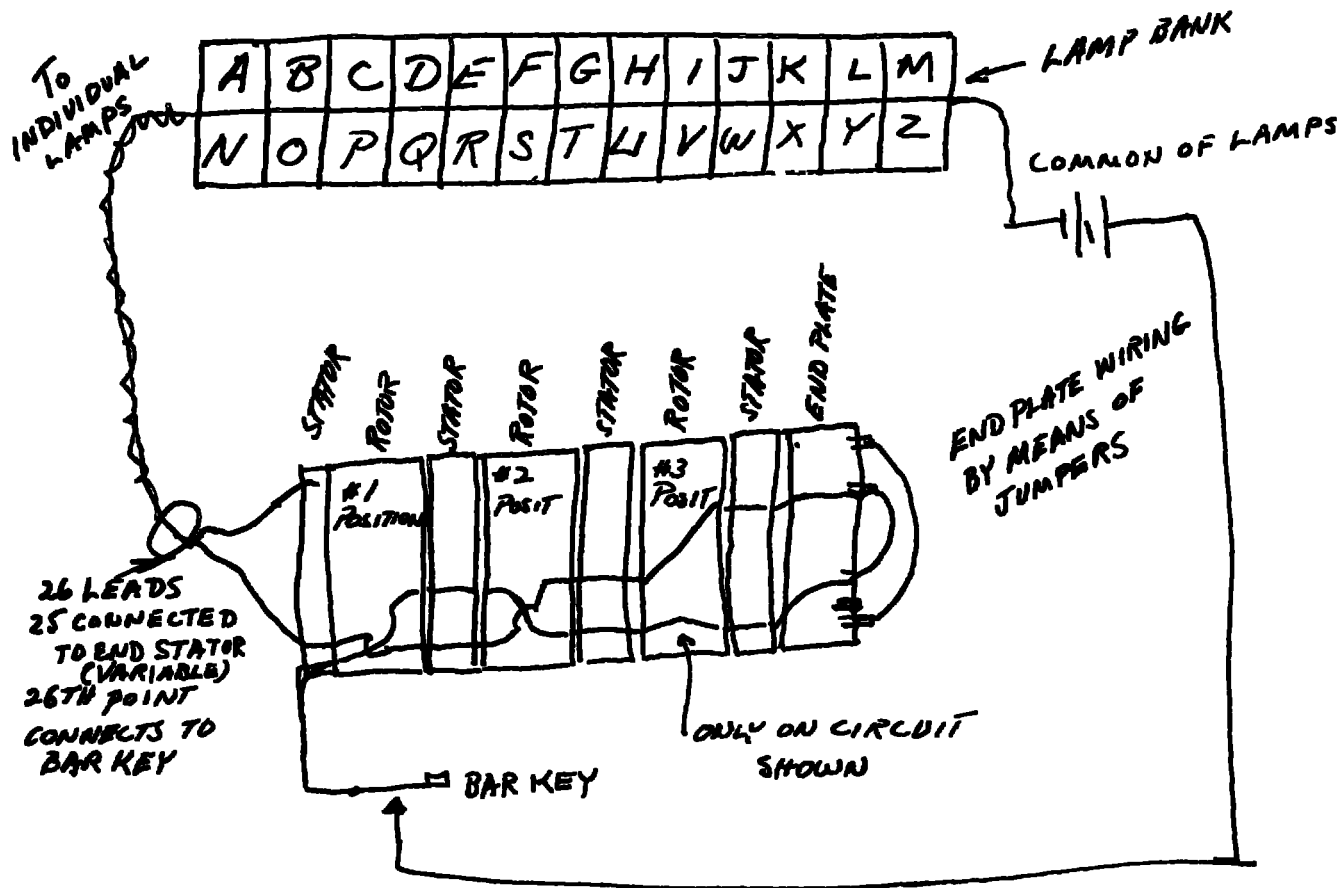 TO
INDIVIDUAL
LAMPS
A B C D E F G H I J K L M
N O P Q R S T U V W X Y Z
LAMP BANK
COMMON OF LAMPS
STATOR
ROTOR
STATOR
ROTOR
STATOR
ROTOR
STATOR
END PLATE
#1
POSITION
#2
POSIT
#3
POSIT
END PLATE WIRING
BY MEANS OF
JUMPERS
26 LEADS
25 CONNECTED
TO END STATOR
(VARIABLE)
26TH POINT
CONNECTS TO
BAR KEY
ONLY ON CIRCUIT
SHOWN
BAR KEY